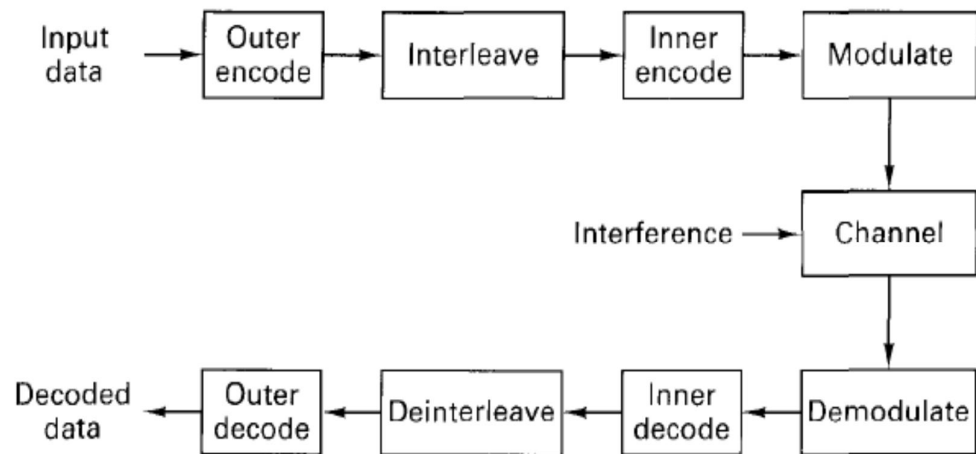 Input
data
Outer
encode
Interleave
Inner
encode
Modulate
Interference
Channel
Decoded
data
Outer
decode
Deinterleave
Inner
decode
Demodulate